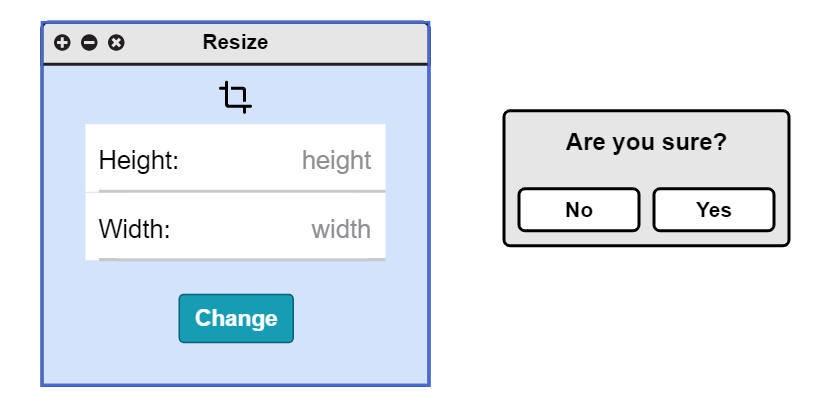 Resize
Height: height
Width: width
Change
Are you sure?
No Yes